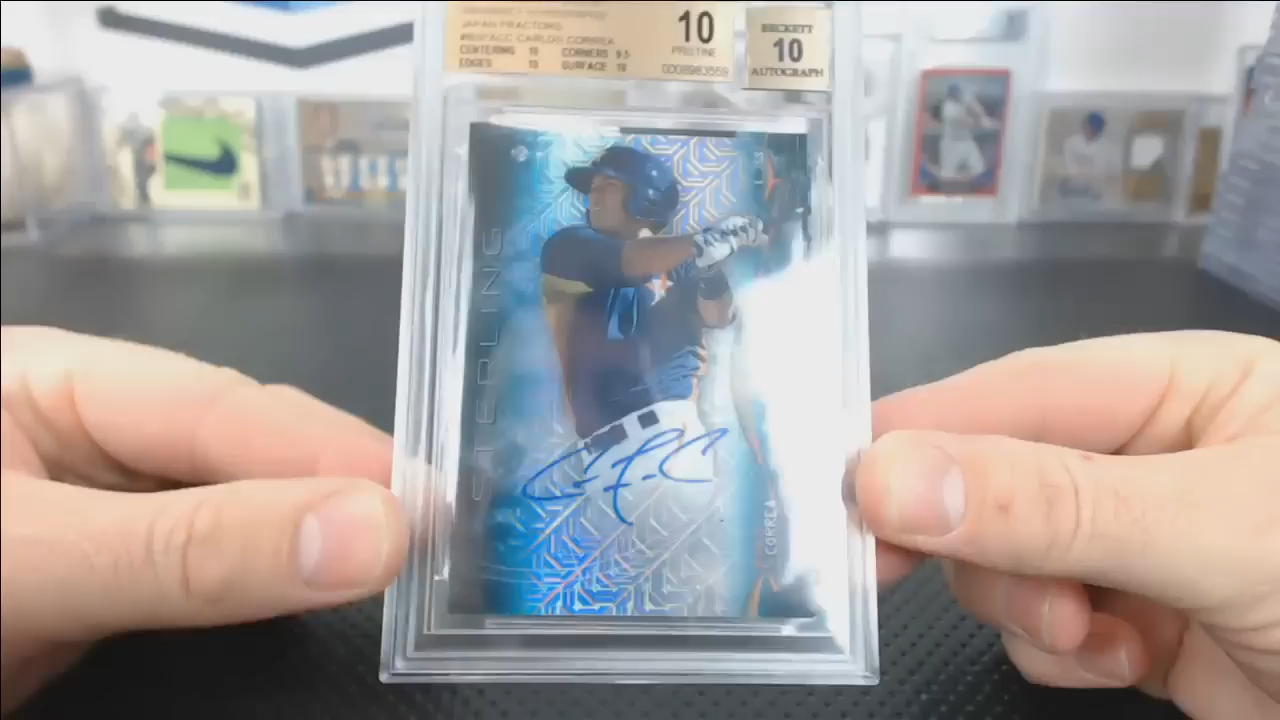 JAPAN FRACTORS
CARLOS CORREA
CENTERING 10 CORNERS 9.5
EDGES 10 SURFACE 10
10
PRISTINE
0008983559
BECKETT
10
AUTOGRAPH
STERLING
CORREA